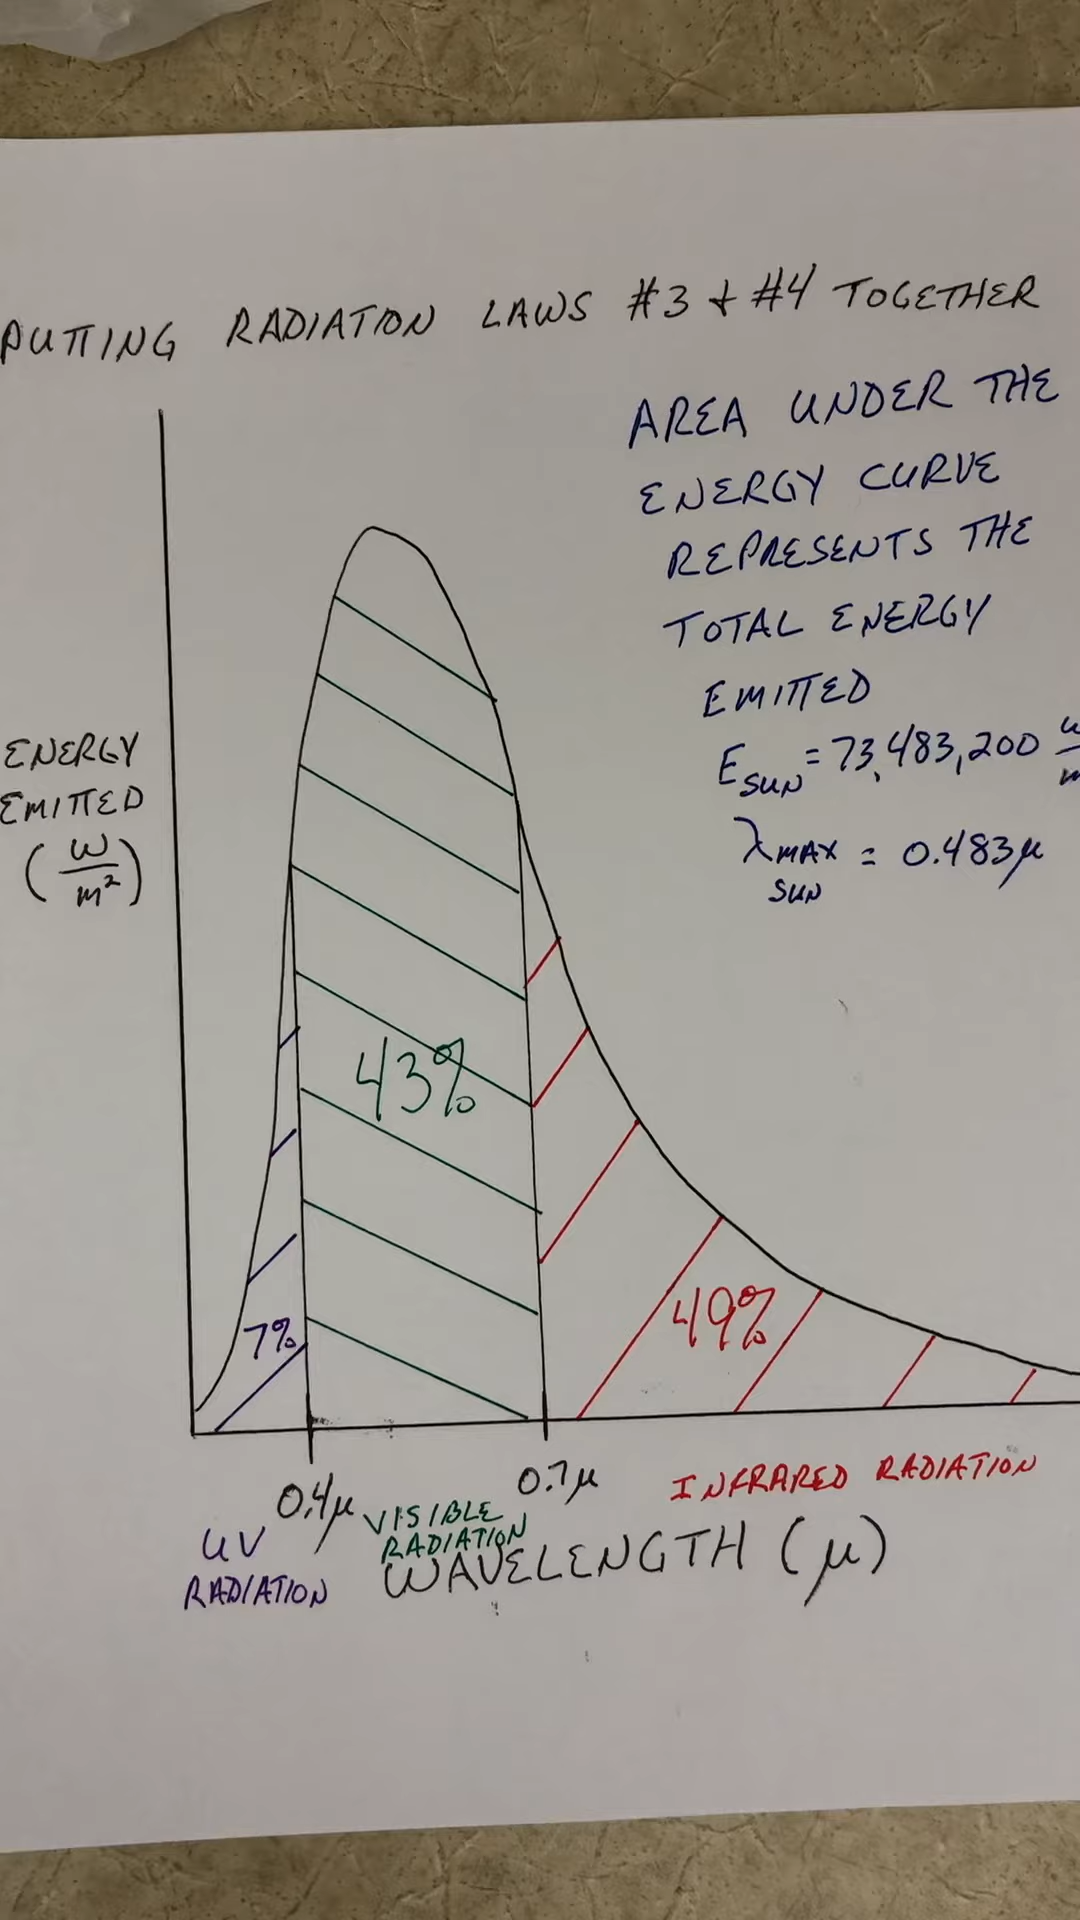 PUTTING RADIATION LAWS #3 + #4 TOGETHER
AREA UNDER THE
ENERGY CURVE
REPRESENTS THE
TOTAL ENERGY
EMITTED
E SUN = 73,483,200
λ MAX SUN = 0.483μ
ENERGY
EMITTED
(W/m²)
43%
49%
7%
0.4μ
0.7μ
INFRARED RADIATION
VISIBLE
RADIATION
UV
RADIATION
WAVELENGTH (μ)